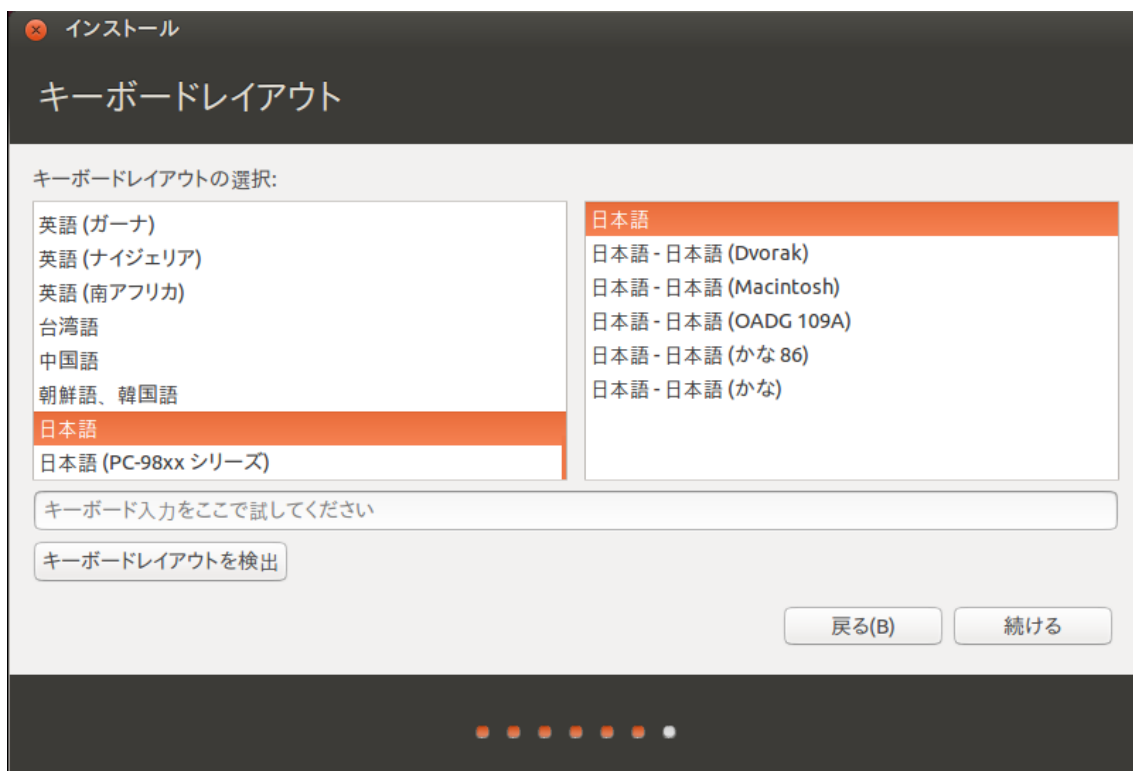 インストール
キーボードレイアウト
キーボードレイアウトの選択:
英語 (ガーナ)
英語 (ナイジェリア)
英語 (南アフリカ)
台湾語
中国語
朝鮮語、韓国語
日本語
日本語 (PC-98xx シリーズ)
日本語
日本語 - 日本語 (Dvorak)
日本語 - 日本語 (Macintosh)
日本語 - 日本語 (OADG 109A)
日本語 - 日本語 (かな 86)
日本語 - 日本語 (かな)
キーボード入力をここで試してください
キーボードレイアウトを検出
戻る(B)
続ける